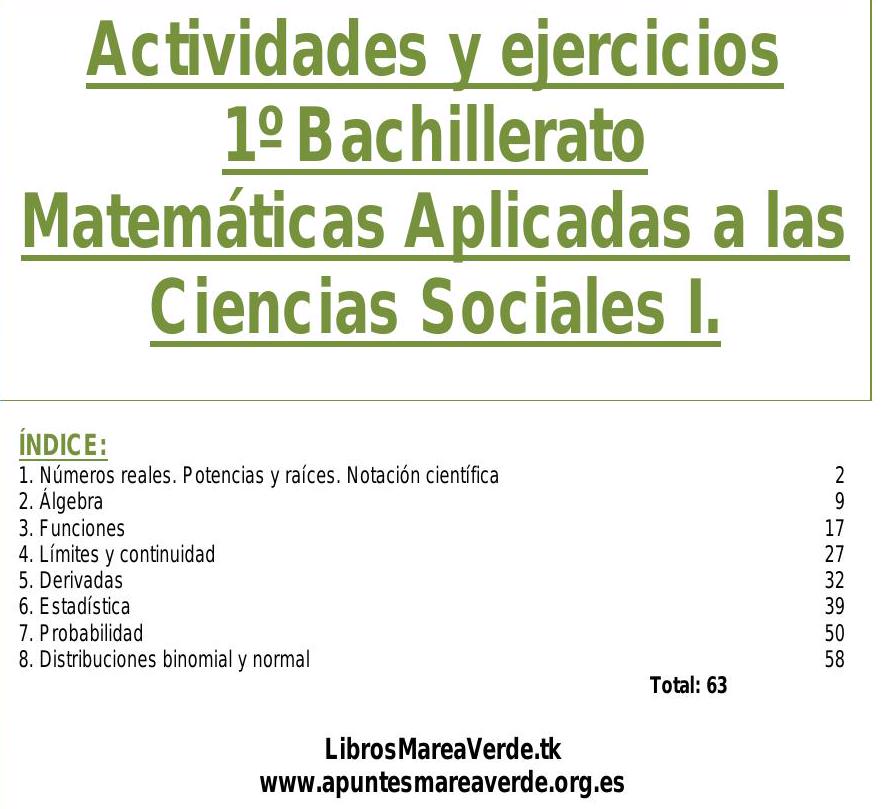 Actividades y ejercicios
1º Bachillerato
Matemáticas Aplicadas a las
Ciencias Sociales I.
ÍNDICE:
1. Números reales. Potencias y raíces. Notación científica 2
2. Álgebra 9
3. Funciones 17
4. Límites y continuidad 27
5. Derivadas 32
6. Estadística 39
7. Probabilidad 50
8. Distribuciones binomial y normal 58
Total: 63
LibrosMareaVerde.tk
www.apuntesmareaverde.org.es